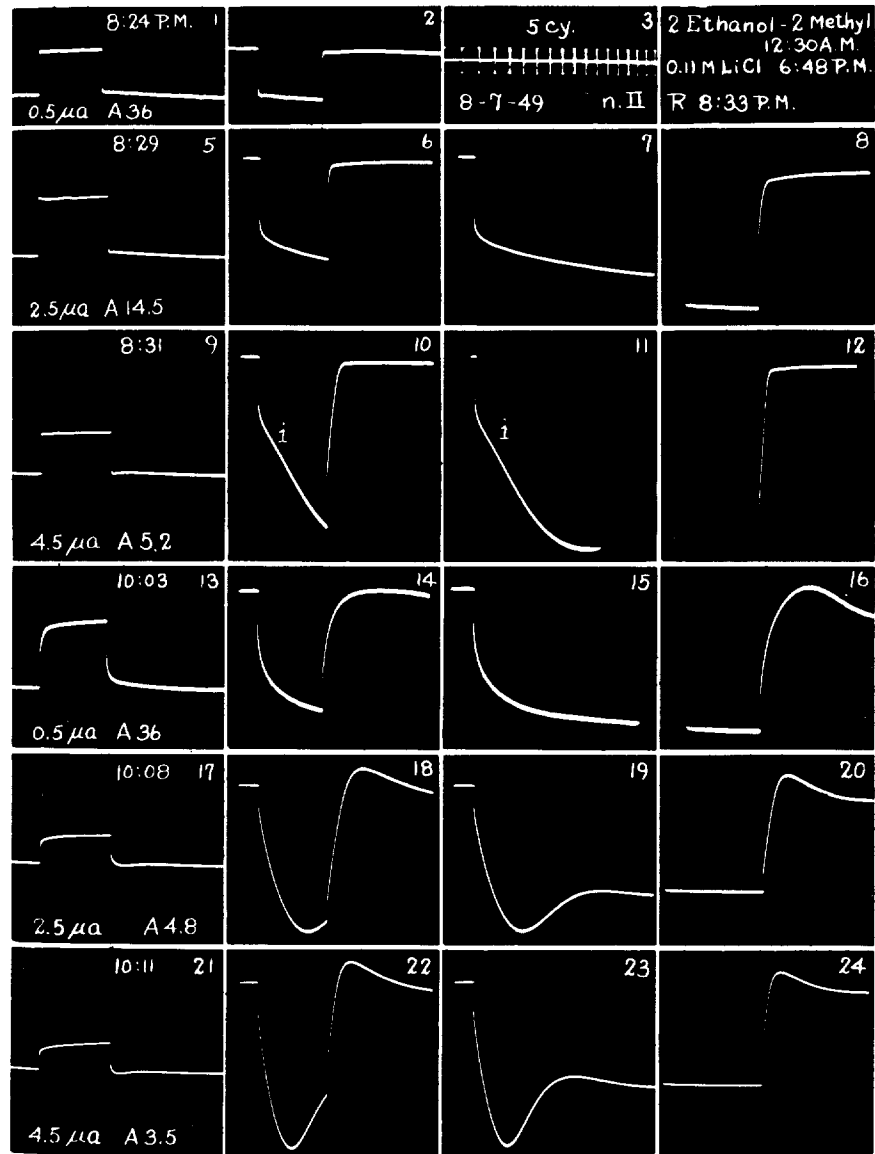 8:24 P.M. 1
0.5 µa A 36
2
5 cy. 3
8-7-49 n. II
2 Ethanol-2 Methyl
12:30 A.M.
0.11 M LiCl 6:48 P.M.
R 8:33 P.M.
8:29 5
2.5 µa A 14.5
6
7
8
8:31 9
4.5 µa A 5.2
10
i
11
i
12
10:03 13
0.5 µa A 36
14
15
16
10:08 17
2.5 µa A 4.8
18
19
20
10:11 21
4.5 µa A 3.5
22
23
24